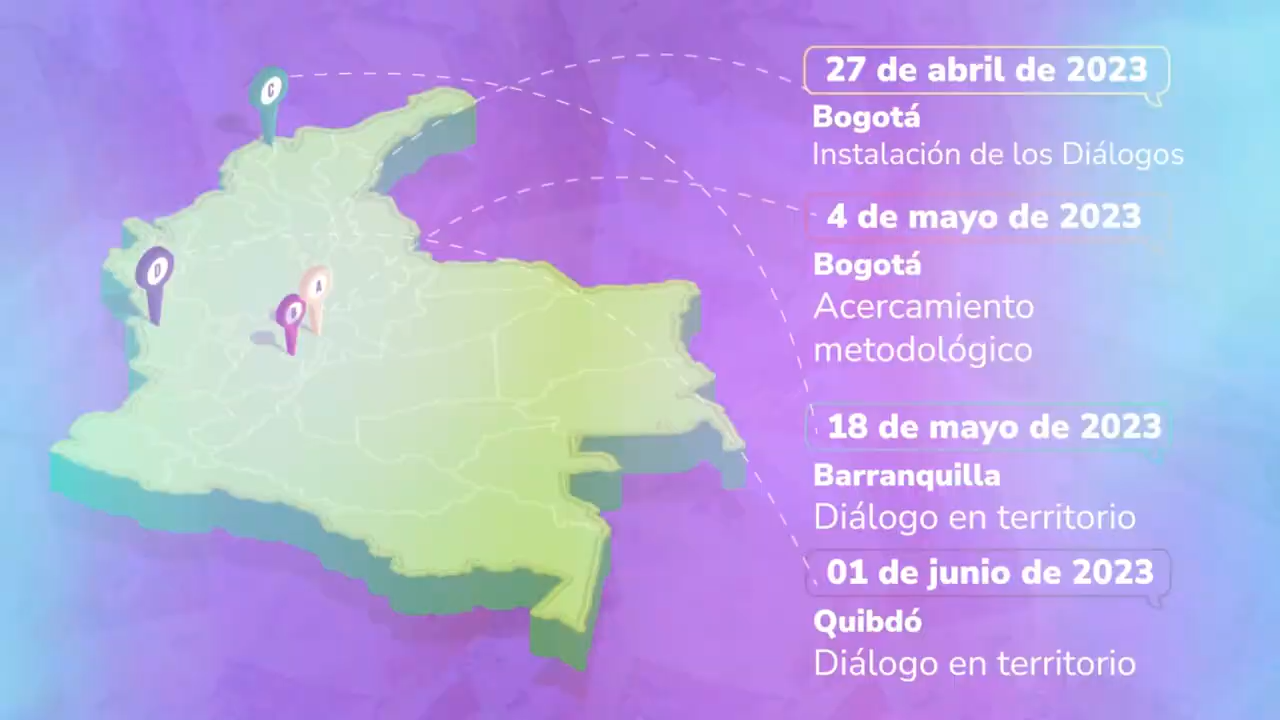 C
D
A
27 de abril de 2023
Bogotá
Instalación de los Diálogos
4 de mayo de 2023
Bogotá
Acercamiento
metodológico
18 de mayo de 2023
Barranquilla
Diálogo en territorio
01 de junio de 2023
Quibdó
Diálogo en territorio